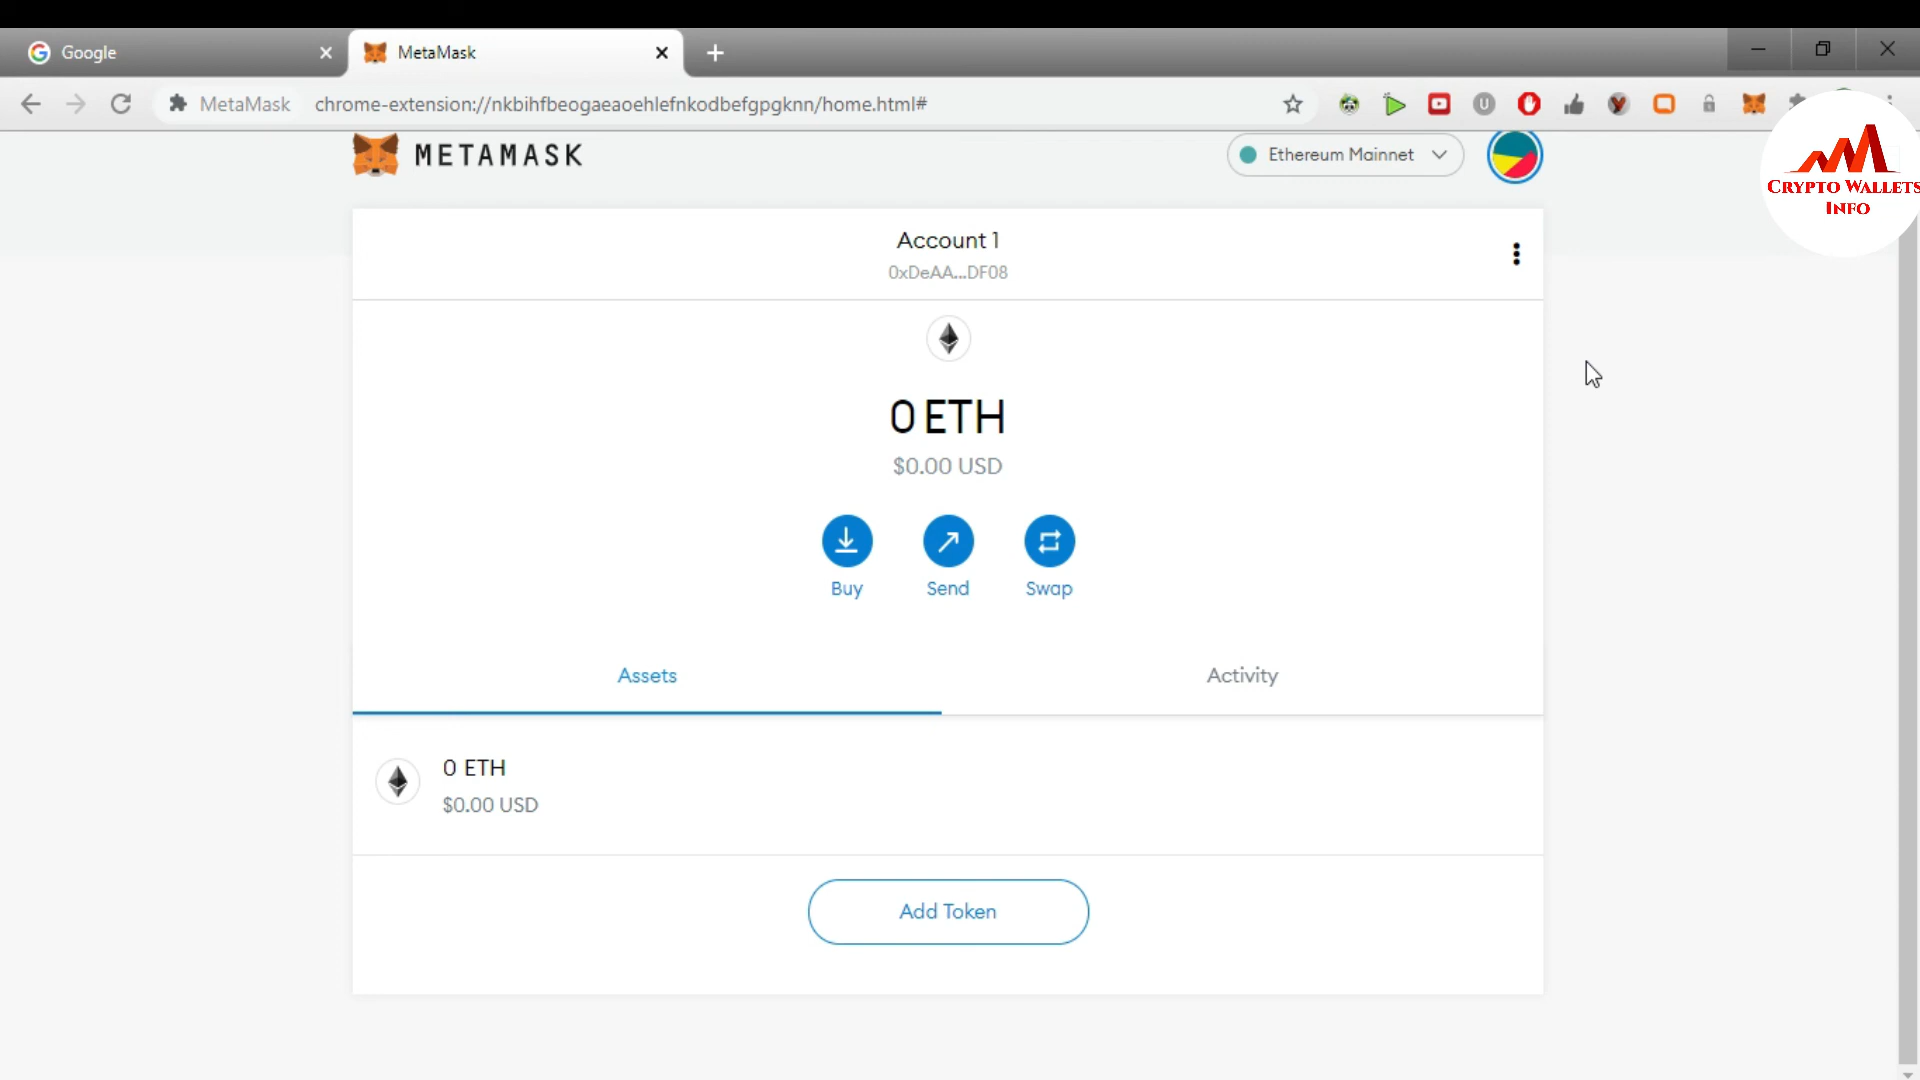 Google
MetaMask
MetaMask chrome-extension://nkbihfbeogaeaoehlefnkodbefgpgknn/home.html#
METAMASK
Ethereum Mainnet
CRYPTO WALLETS
INFO
Account 1
0xDeAA...DF08
0 ETH
$0.00 USD
Buy
Send
Swap
Assets
Activity
0 ETH
$0.00 USD
Add Token